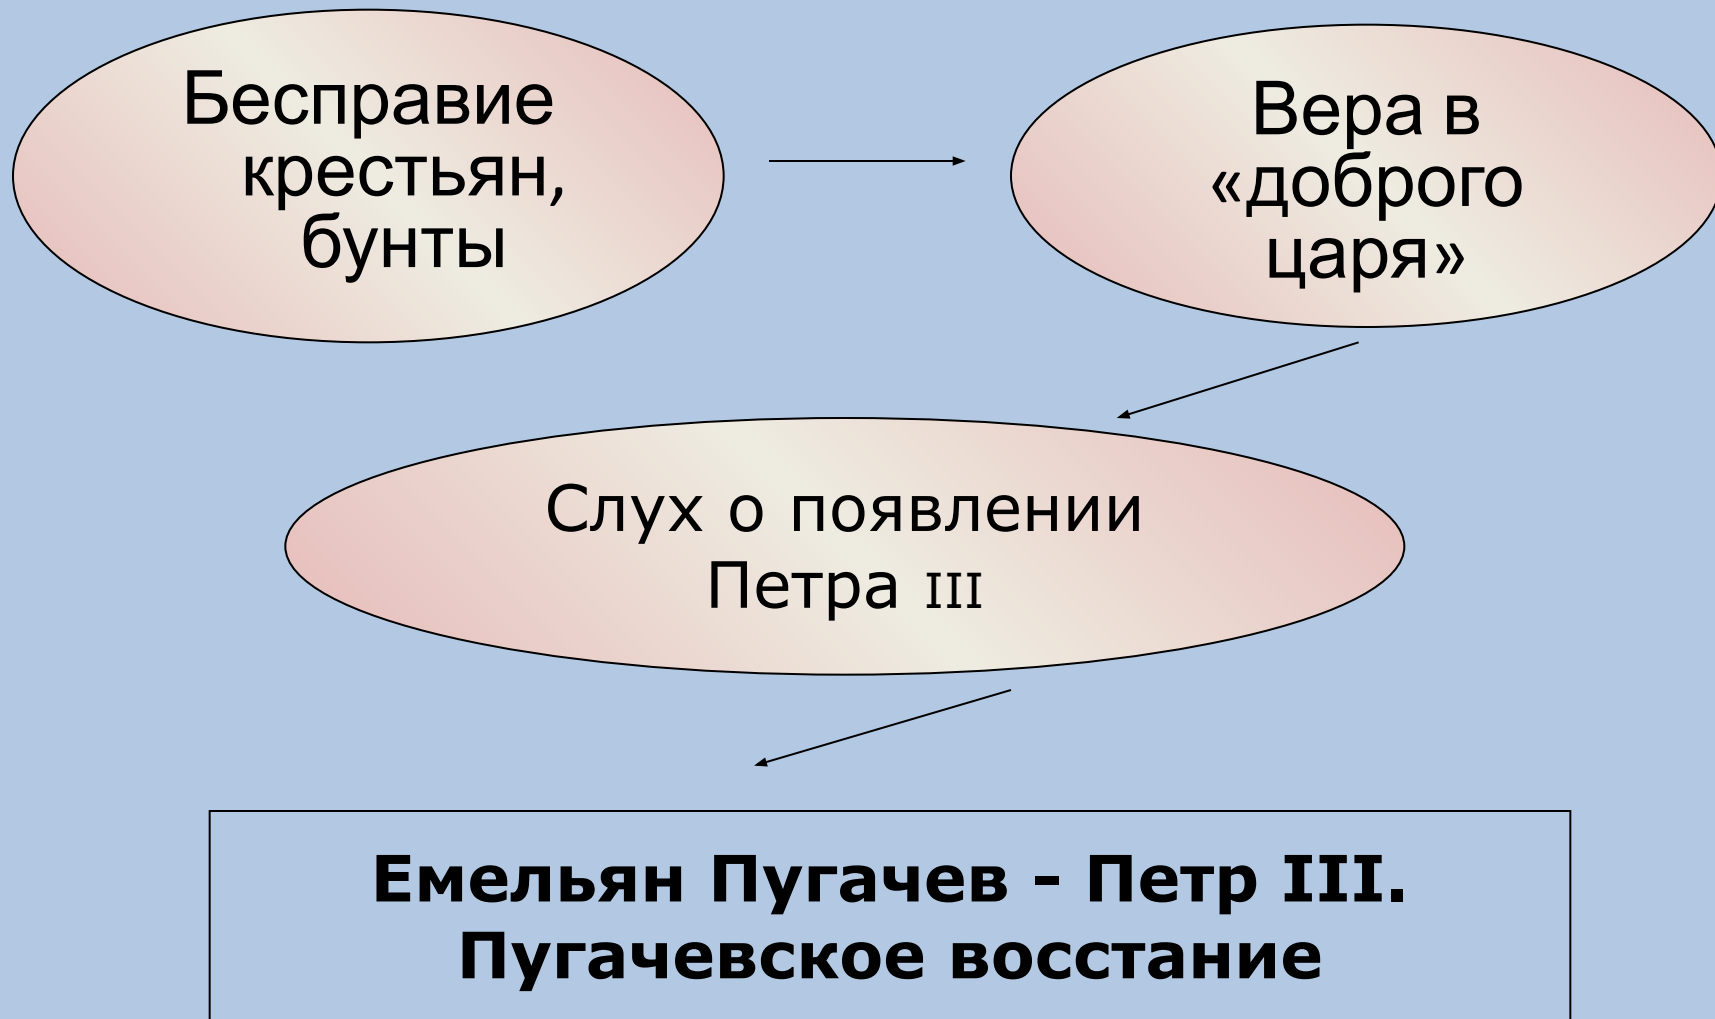 Бесправие
крестьян,
бунты
Вера в
«доброго
царя»
Слух о появлении
Петра III
Емельян Пугачев - Петр III.
Пугачевское восстание